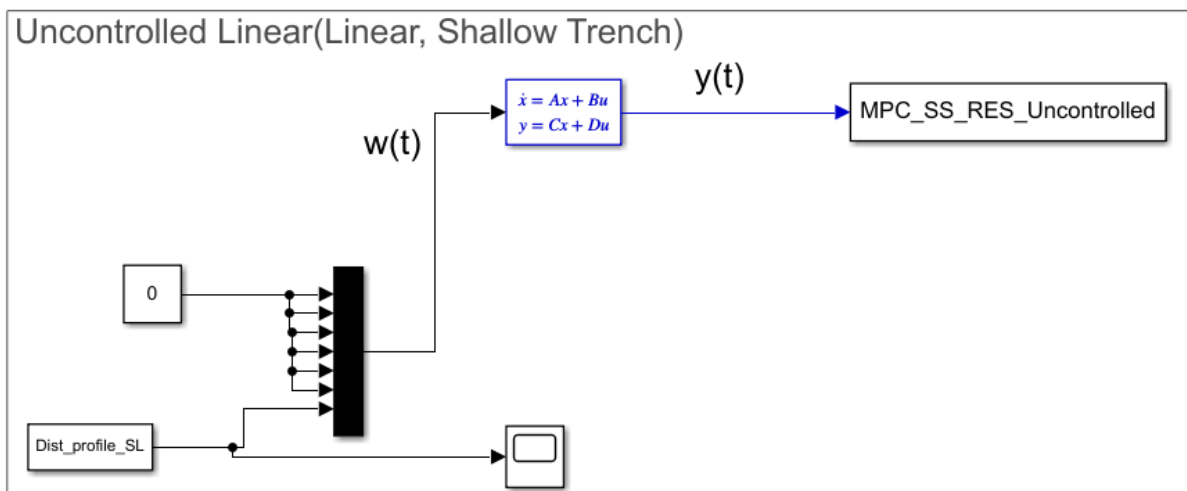 Uncontrolled Linear(Linear, Shallow Trench)
y(t)
ẋ = Ax + Bu
y = Cx + Du
MPC_SS_RES_Uncontrolled
w(t)
0
Dist_profile_SL